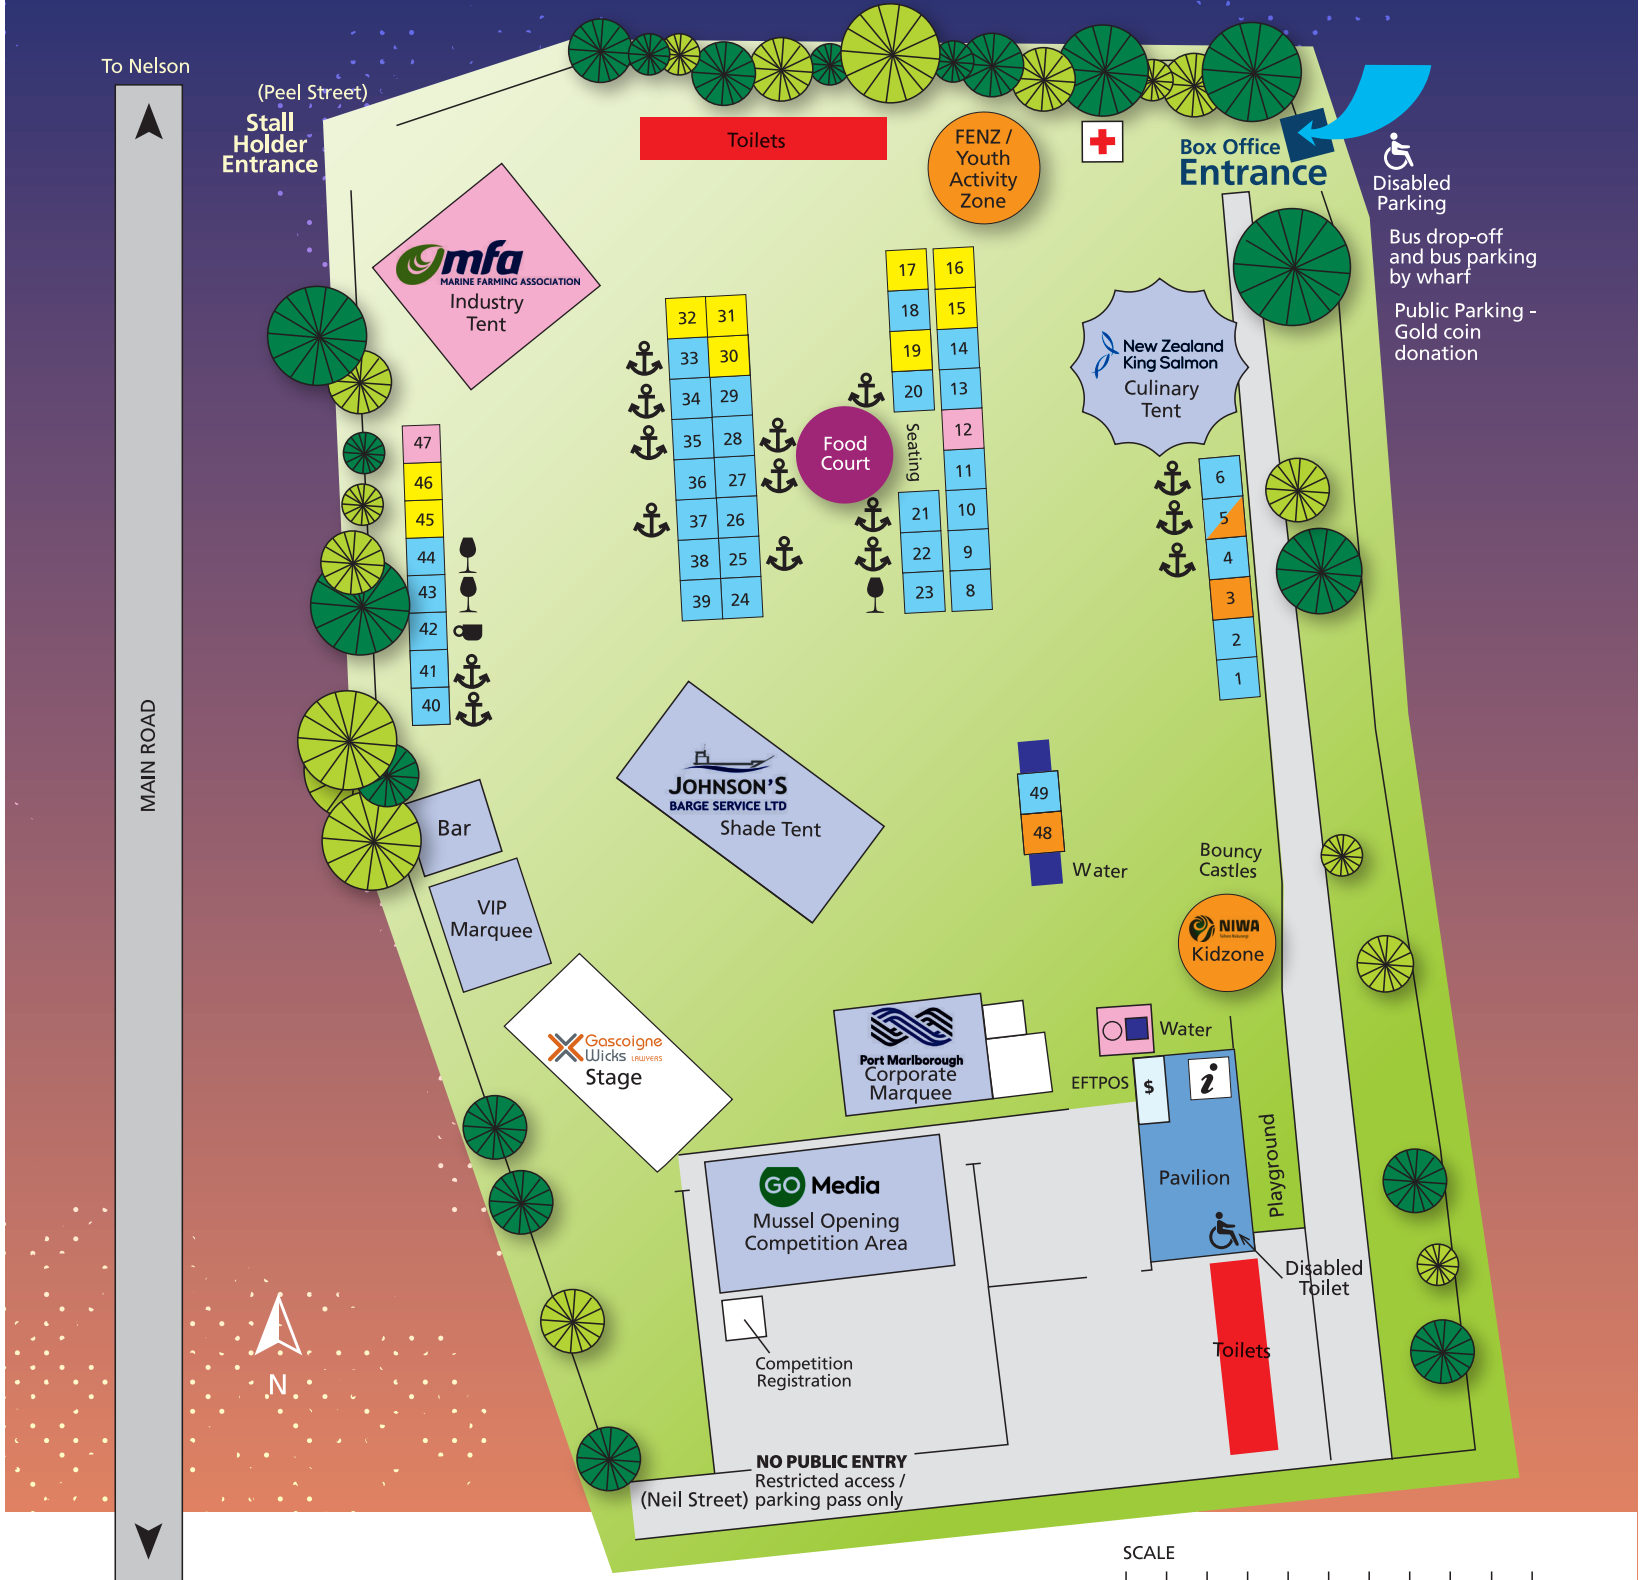 To Nelson
(Peel Street)
Stall
Holder
Entrance
MAIN ROAD
Toilets
FENZ /
Youth
Activity
Zone
Box Office
Entrance
Disabled
Parking
Bus drop-off
and bus parking
by wharf
Public Parking -
Gold coin
donation
mfa
MARINE FARMING ASSOCIATION
Industry
Tent
32 31
33 30
34 29
35 28
36 27
37 26
38 25
39 24
17 16
18 15
19 14
20 13
12
11
21 10
22 9
23 8
Seating
Food
Court
New Zealand
King Salmon
Culinary
Tent
6
5
4
3
2
1
47
46
45
44
43
42
41
40
Bar
VIP
Marquee
JOHNSON'S
BARGE SERVICE LTD
Shade Tent
49
48
Water
Bouncy
Castles
NIWA
Kidzone
Gascoigne
Wicks LAWYERS
Stage
Port Marlborough
Corporate
Marquee
Water
EFTPOS
$
i
Pavilion
Playground
Disabled
Toilet
Toilets
GO Media
Mussel Opening
Competition Area
Competition
Registration
N
NO PUBLIC ENTRY
Restricted access /
parking pass only
(Neil Street)
SCALE